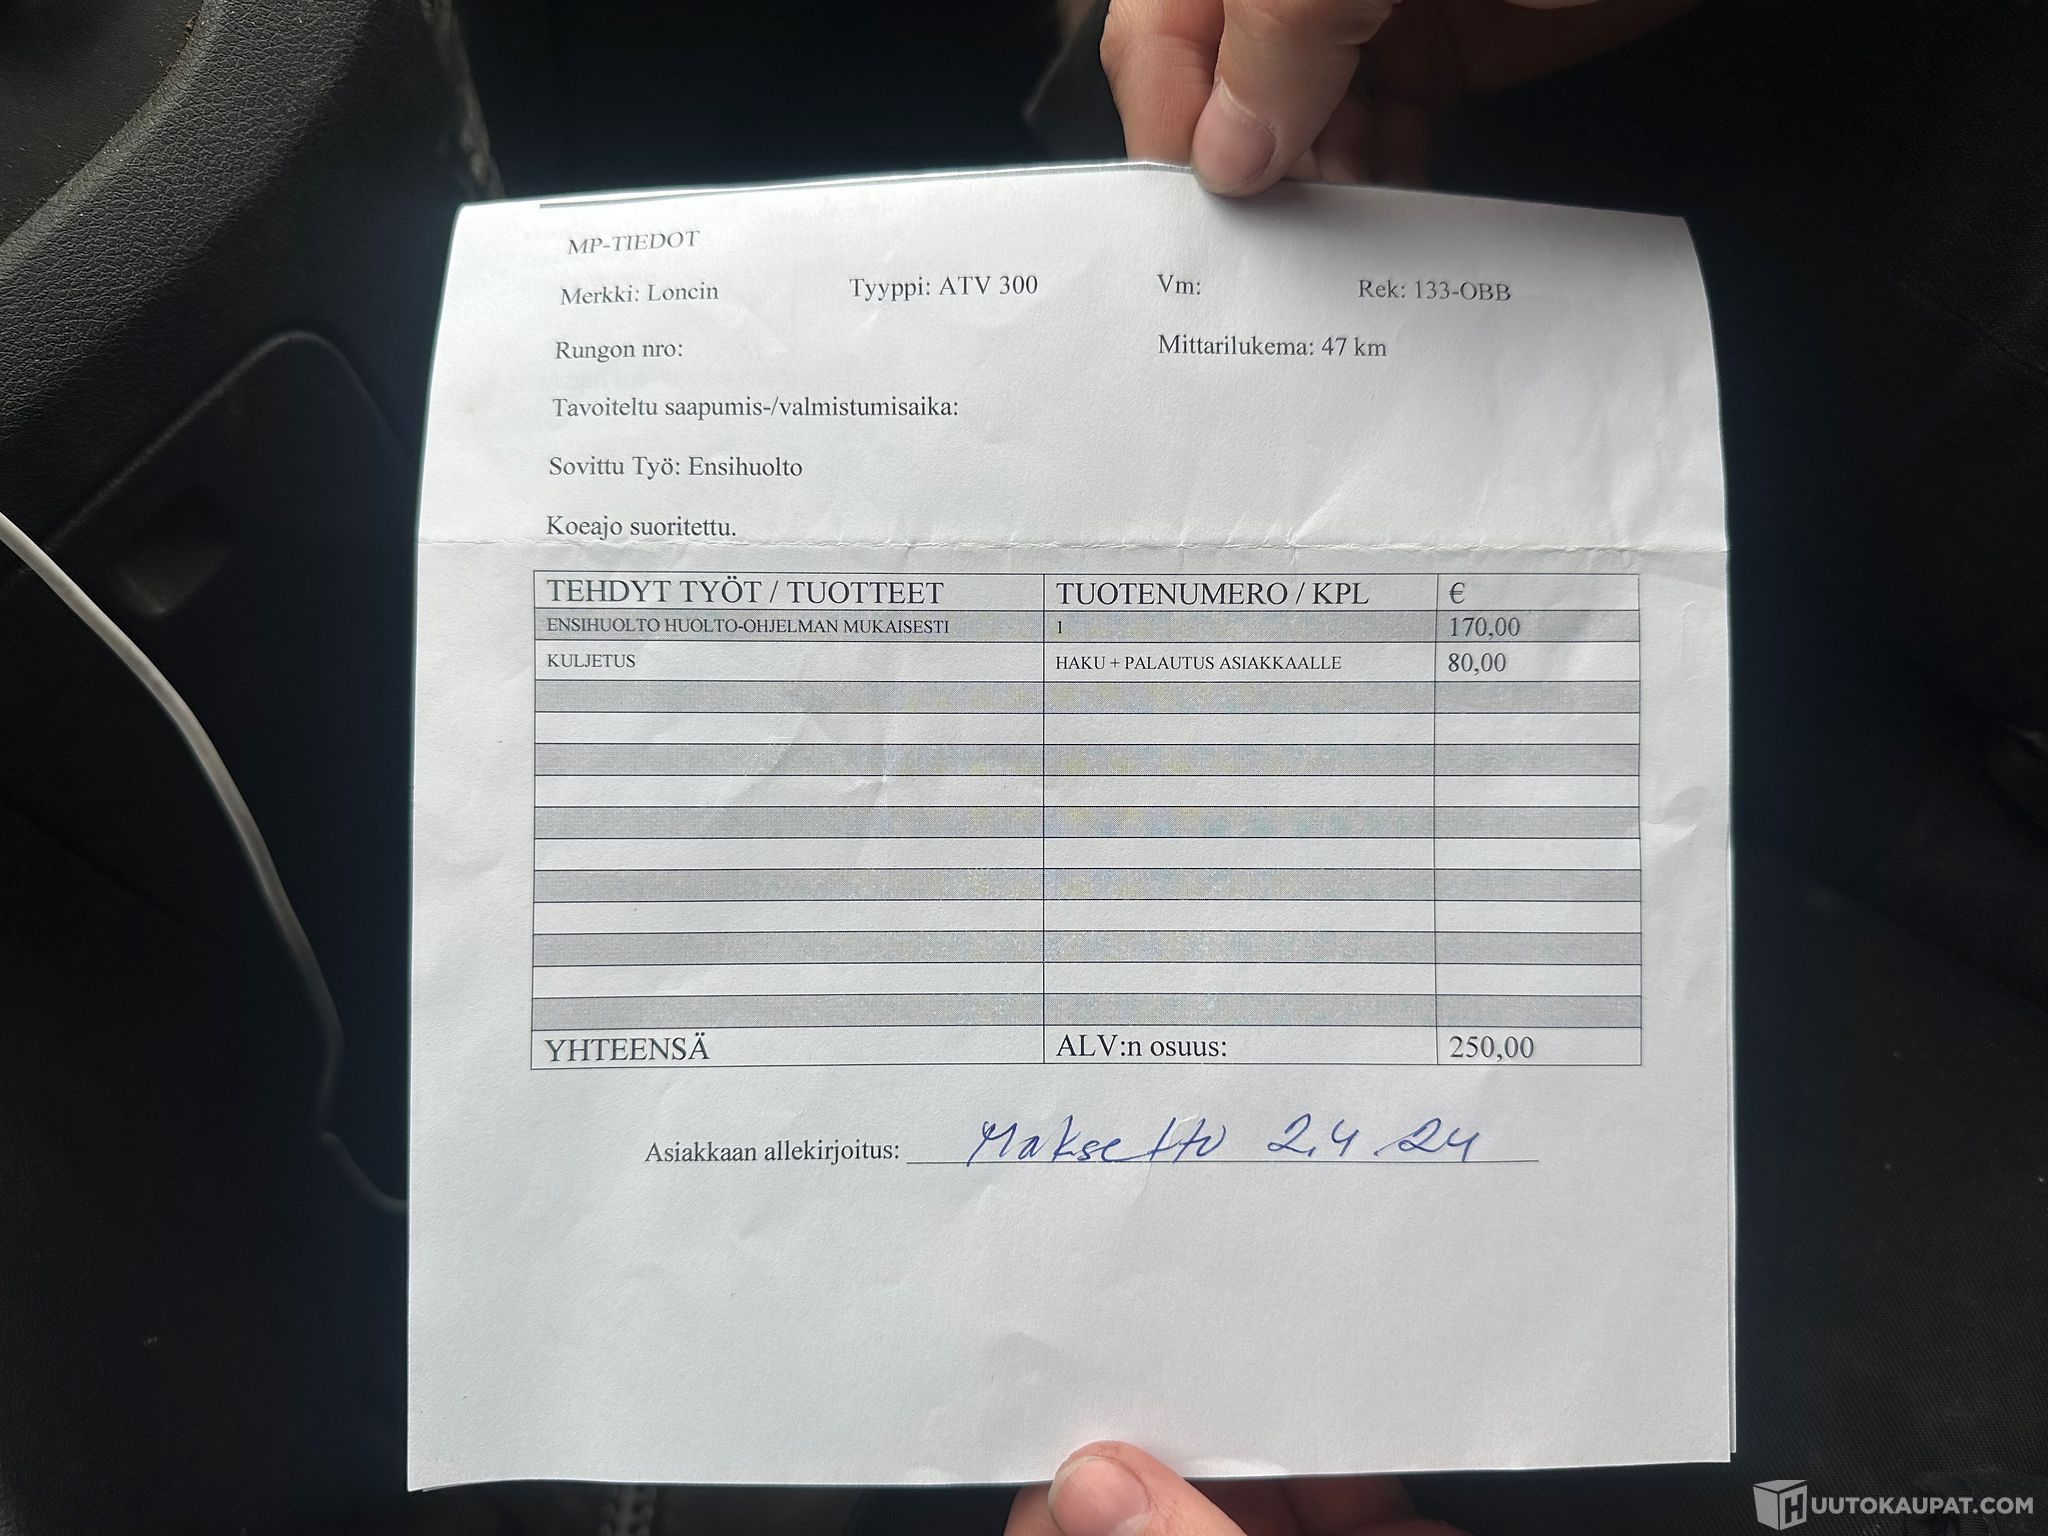 MP-TIEDOT
Merkki: Loncin Tyyppi: ATV 300 Vm: Rek: 133-OBB
Rungon nro: Mittarilukema: 47 km
Tavoiteltu saapumis-/valmistumisaika:
Sovittu Työ: Ensihuolto
Koeajo suoritettu.
TEHDYT TYÖT / TUOTTEET TUOTENUMERO / KPL €
ENSIHUOLTO HUOLTO-OHJELMAN MUKAISESTI 1 170,00
KULJETUS HAKU + PALAUTUS ASIAKKAALLE 80,00
YHTEENSÄ ALV:n osuus: 250,00
Asiakkaan allekirjoitus: Maksettu 2.4.24
HUUTOKAUPAT.COM